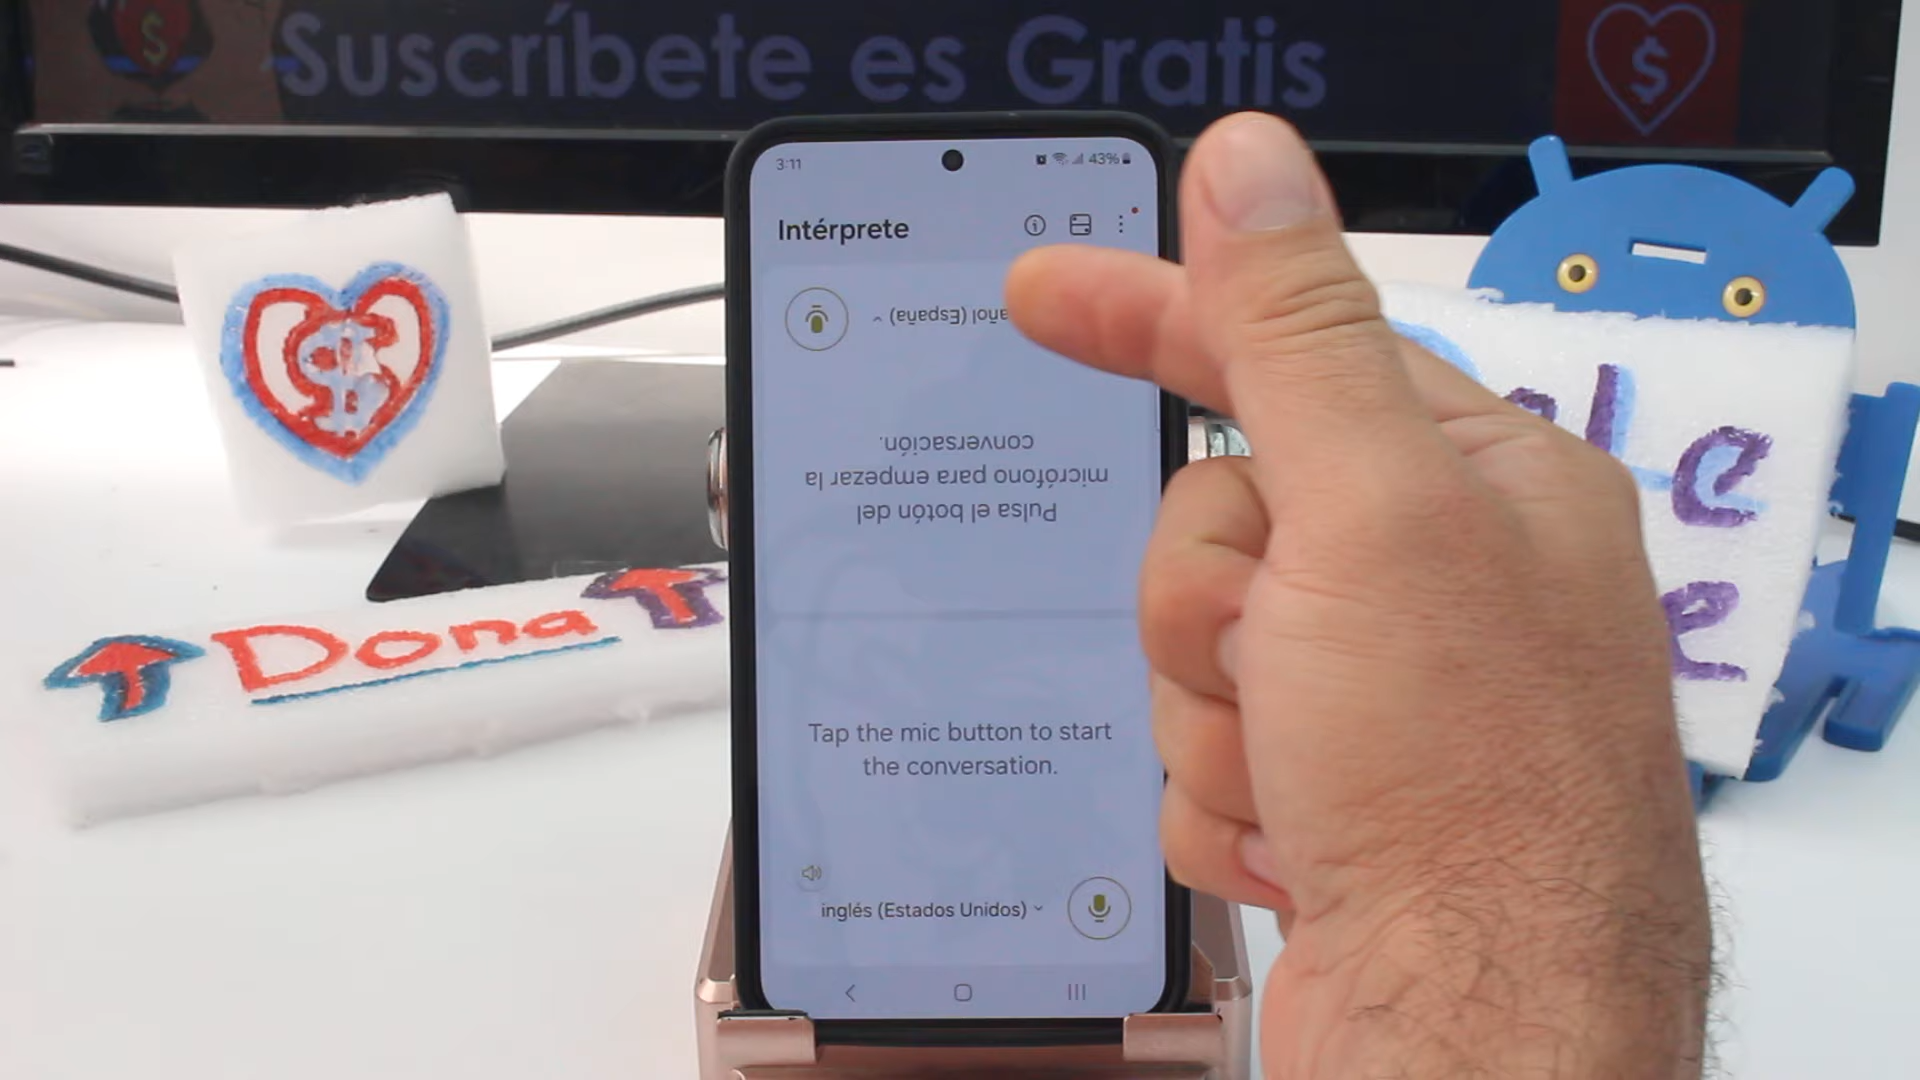 Suscríbete es Gratis
$
3:11
43%
Intérprete
$
añol (España)
Pulsa el botón del
micrófono para empezar la
conversación.
Dona
Tap the mic button to start
the conversation.
inglés (Estados Unidos)